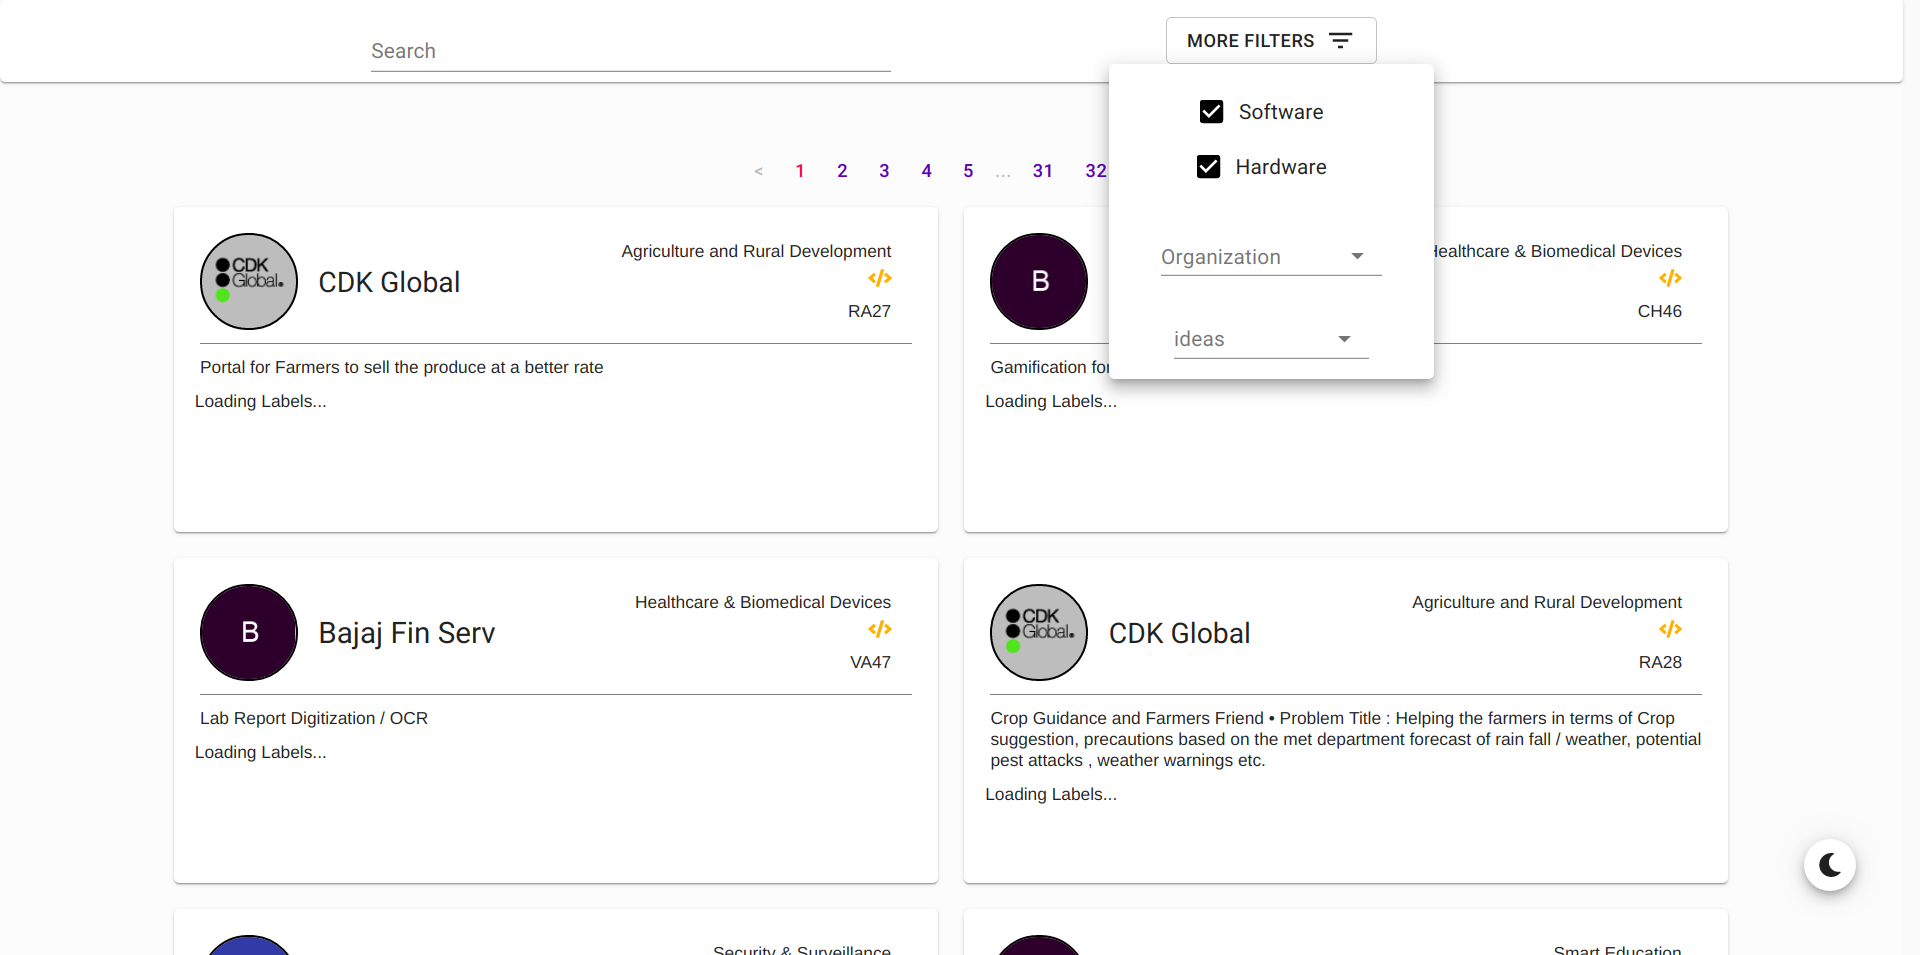 Search
MORE FILTERS
Software
Hardware
Organization
ideas
< 1 2 3 4 5 ... 31 32
CDK Global.
CDK Global
Agriculture and Rural Development
</>
RA27
Portal for Farmers to sell the produce at a better rate
Loading Labels...
B
Healthcare & Biomedical Devices
</>
CH46
Gamification for
Loading Labels...
B
Bajaj Fin Serv
Healthcare & Biomedical Devices
</>
VA47
Lab Report Digitization / OCR
Loading Labels...
CDK Global.
CDK Global
Agriculture and Rural Development
</>
RA28
Crop Guidance and Farmers Friend • Problem Title : Helping the farmers in terms of Crop
suggestion, precautions based on the met department forecast of rain fall / weather, potential
pest attacks , weather warnings etc.
Loading Labels...
Security & Surveillance
Smart Education